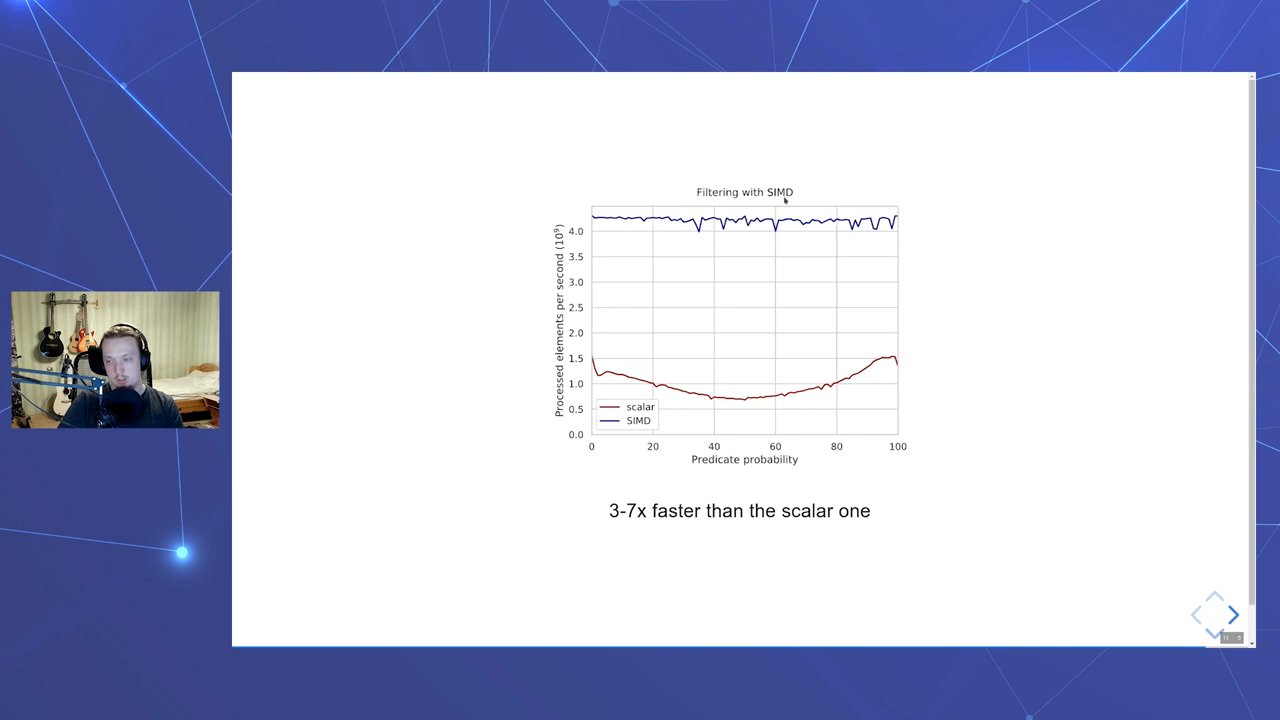 Filtering with SIMD
Processed elements per second (10⁹)
4.0
3.5
3.0
2.5
2.0
1.5
1.0
0.5
0.0
scalar
SIMD
0 20 40 60 80 100
Predicate probability
3-7x faster than the scalar one
11 5